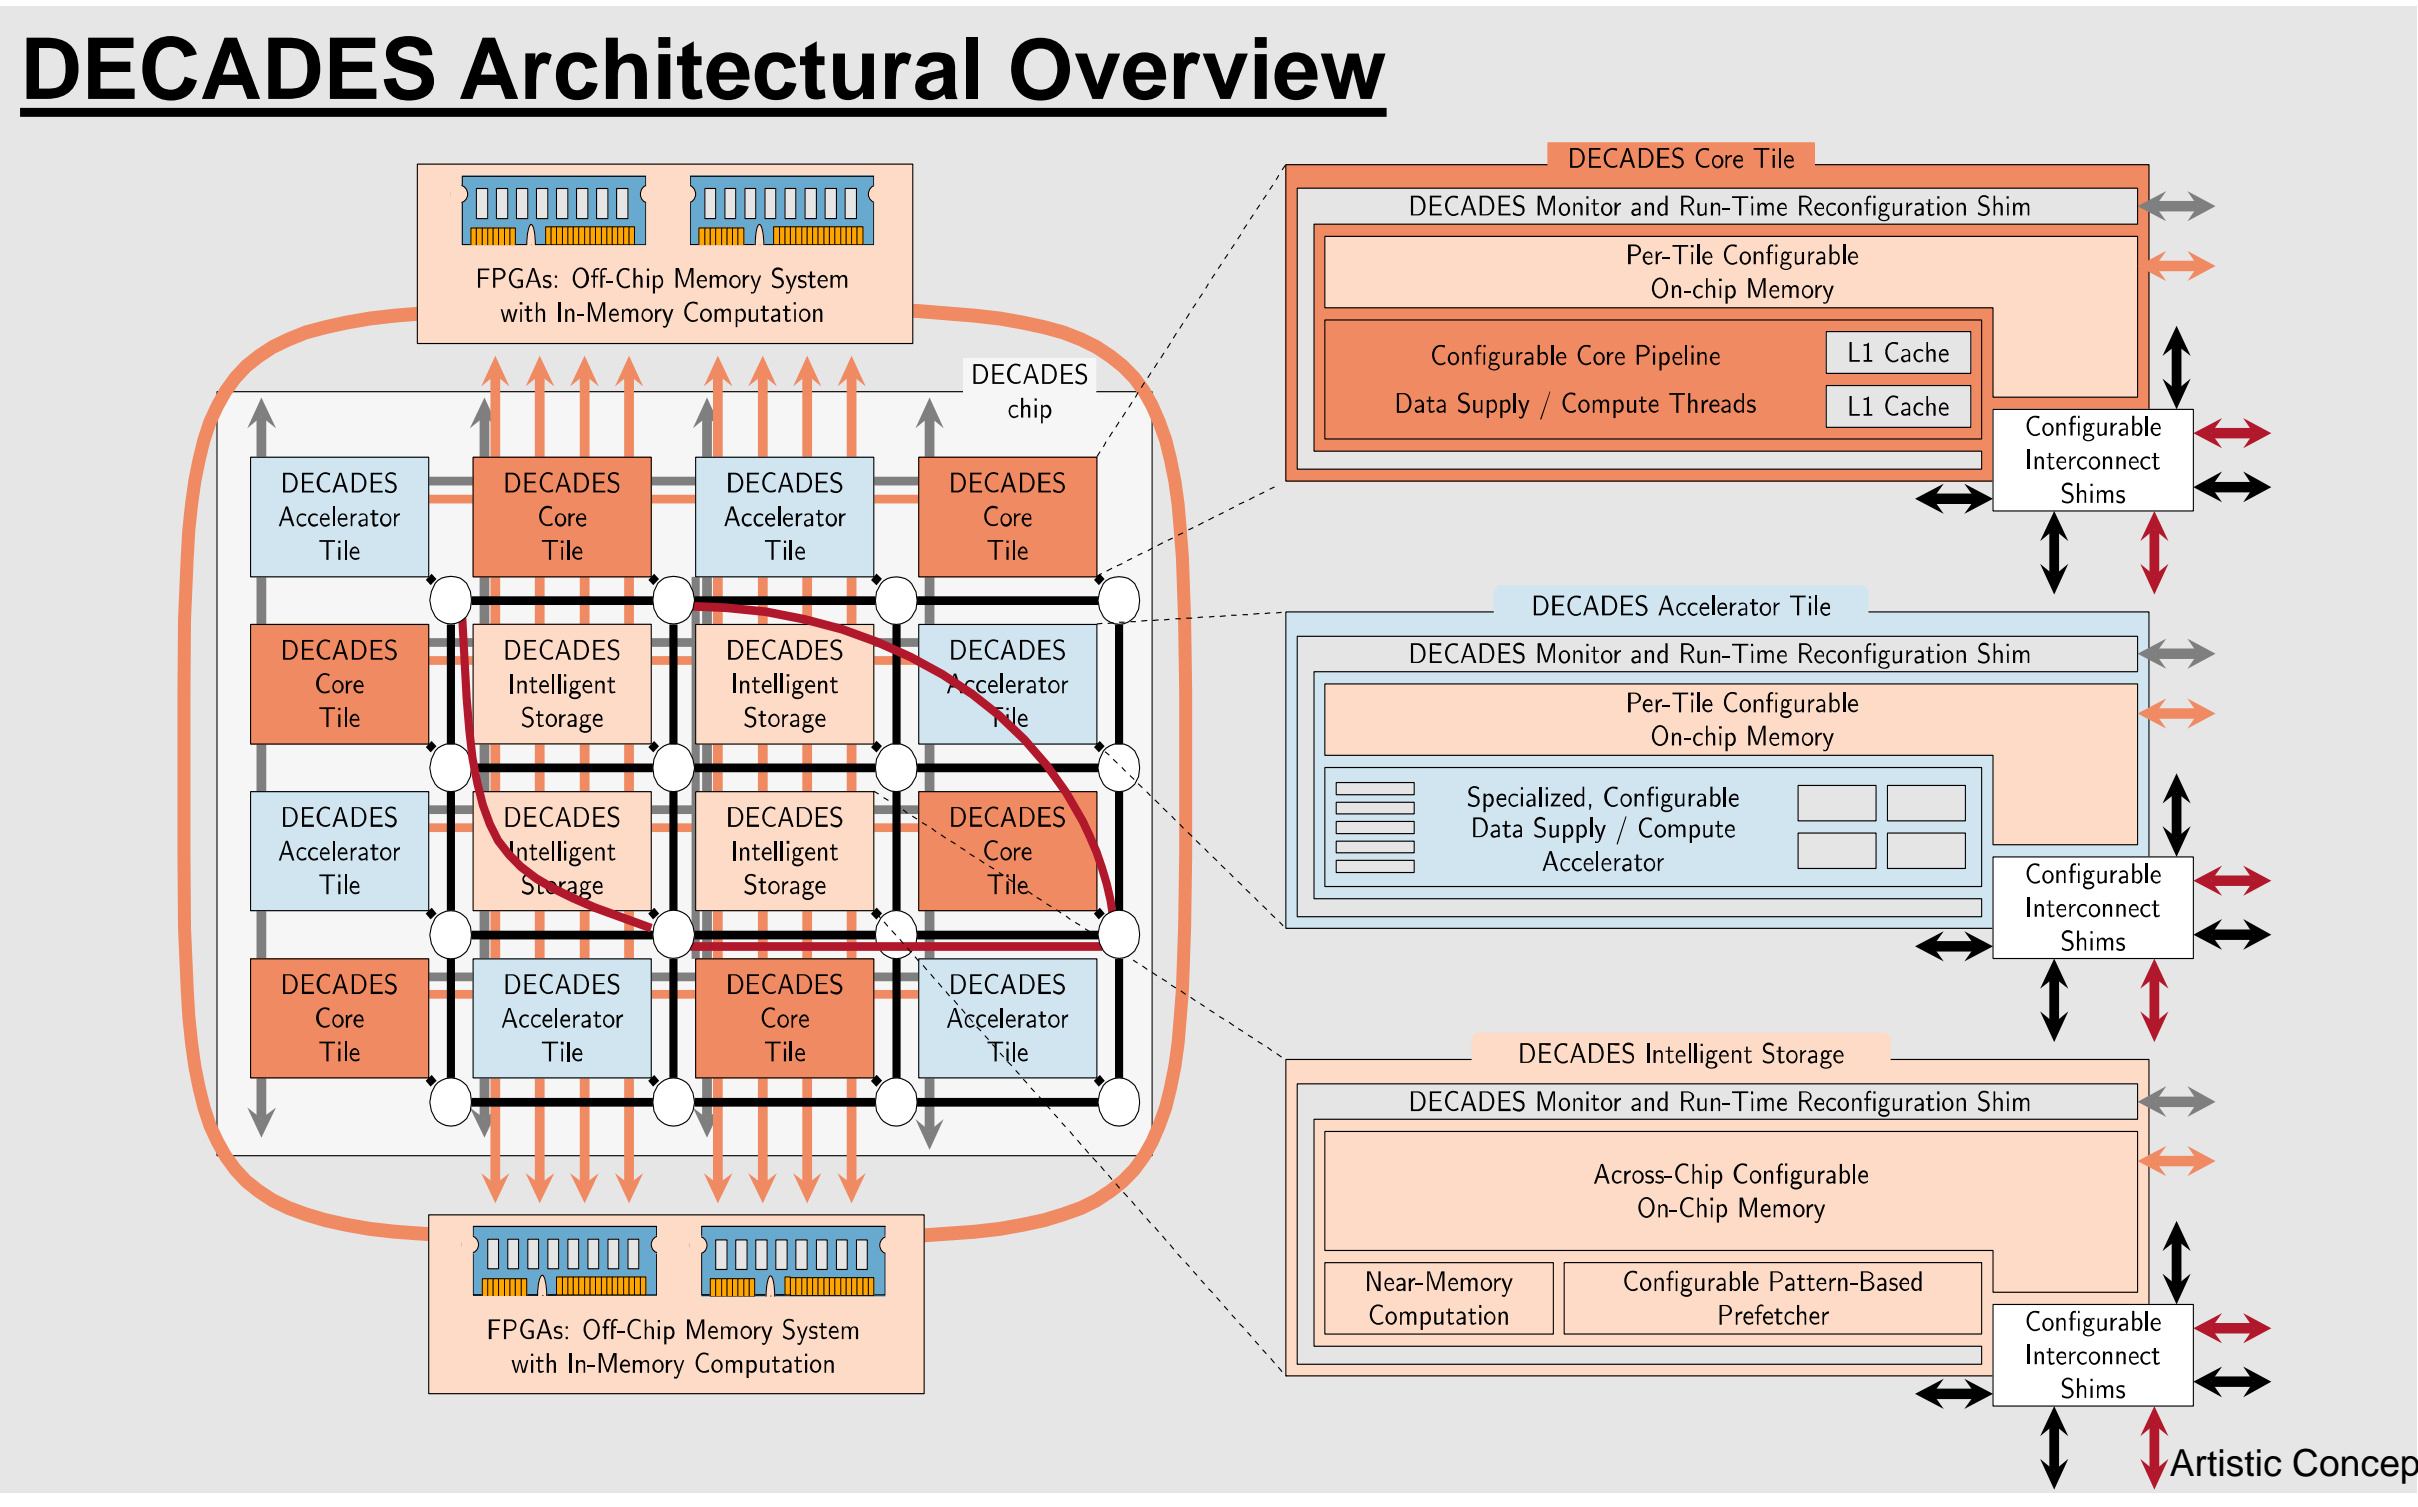 DECADES Architectural Overview
FPGAs: Off-Chip Memory System
with In-Memory Computation
DECADES
chip
DECADES
Accelerator
Tile
DECADES
Core
Tile
DECADES
Accelerator
Tile
DECADES
Core
Tile
DECADES
Core
Tile
DECADES
Intelligent
Storage
DECADES
Intelligent
Storage
DECADES
Accelerator
Tile
DECADES
Accelerator
Tile
DECADES
Intelligent
Storage
DECADES
Intelligent
Storage
DECADES
Core
Tile
DECADES
Core
Tile
DECADES
Accelerator
Tile
DECADES
Core
Tile
DECADES
Accelerator
Tile
FPGAs: Off-Chip Memory System
with In-Memory Computation
DECADES Core Tile
DECADES Monitor and Run-Time Reconfiguration Shim
Per-Tile Configurable
On-chip Memory
Configurable Core Pipeline
Data Supply / Compute Threads
L1 Cache
L1 Cache
Configurable
Interconnect
Shims
DECADES Accelerator Tile
DECADES Monitor and Run-Time Reconfiguration Shim
Per-Tile Configurable
On-chip Memory
Specialized, Configurable
Data Supply / Compute
Accelerator
Configurable
Interconnect
Shims
DECADES Intelligent Storage
DECADES Monitor and Run-Time Reconfiguration Shim
Across-Chip Configurable
On-Chip Memory
Near-Memory
Computation
Configurable Pattern-Based
Prefetcher
Configurable
Interconnect
Shims
Artistic Concep